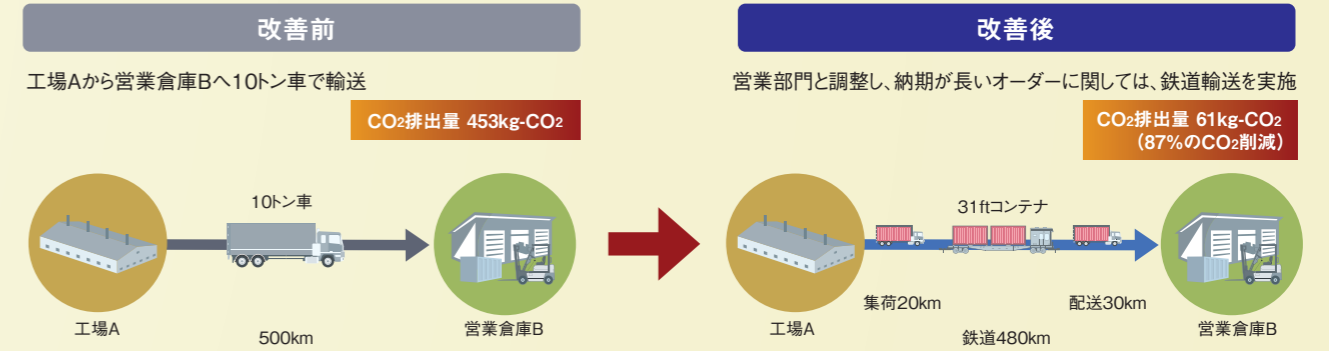 改善前
工場Aから営業倉庫Bへ10トン車で輸送
CO2排出量 453kg-CO2
10トン車
工場A
500km
営業倉庫B
改善後
営業部門と調整し、納期が長いオーダーに関しては、鉄道輸送を実施
CO2排出量 61kg-CO2
（87%のCO2削減）
31ftコンテナ
集荷20km
配送30km
工場A
鉄道480km
営業倉庫B